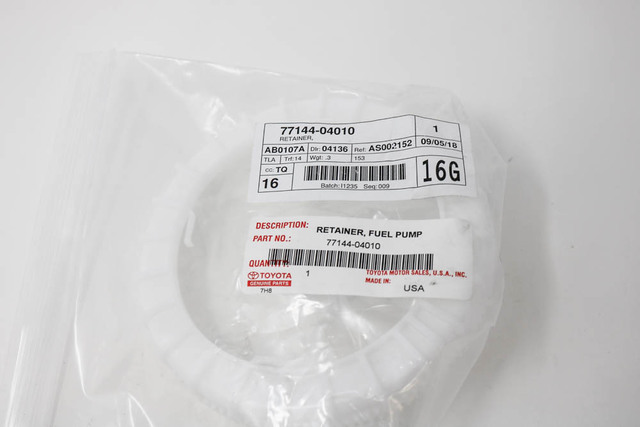 77144-04010 1
RETAINER,
AB0107A Dlr: 04136 Ref: AS002152 09/05/18
TLA Trf:14 Wgt: .3 153
cc: TQ
16 16G
Batch: I1235 Seq: 009
DESCRIPTION: RETAINER, FUEL PUMP
PART NO.: 77144-04010
QUANTITY: 1
TOYOTA TOYOTA MOTOR SALES, U.S.A., INC.
GENUINE PARTS MADE IN: USA
7H8